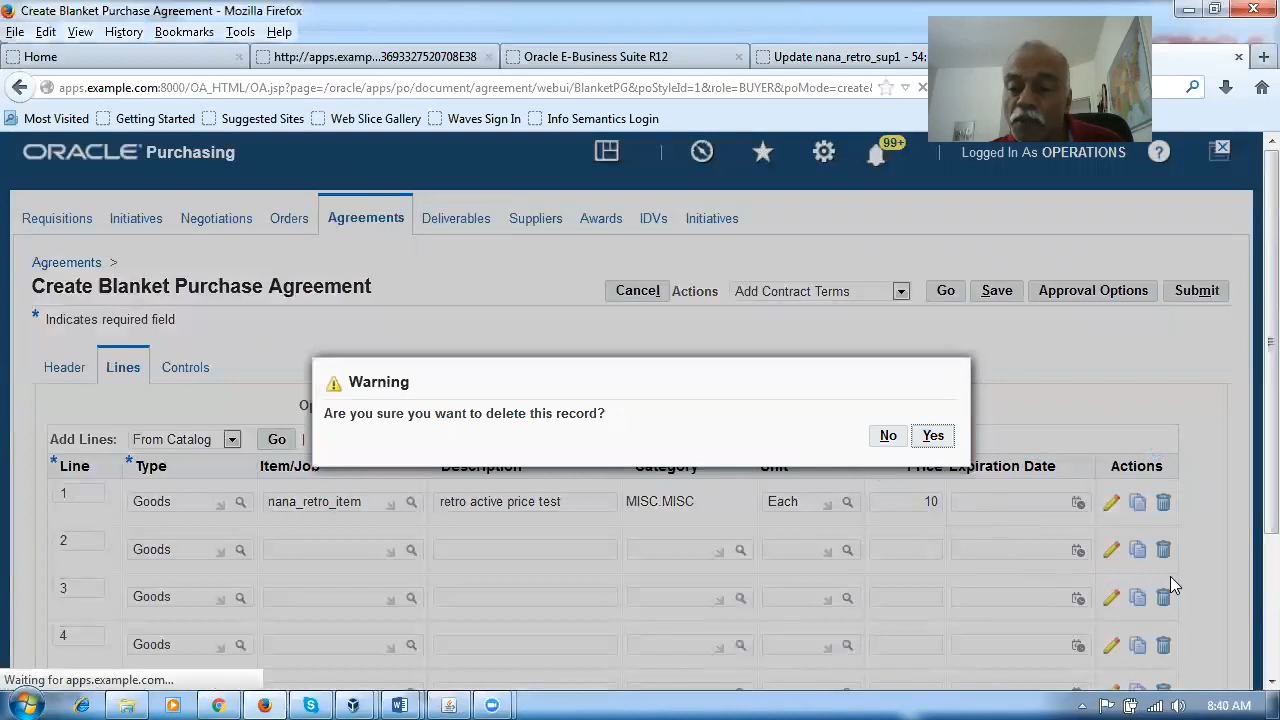 Create Blanket Purchase Agreement - Mozilla Firefox
File Edit View History Bookmarks Tools Help
Home http://apps.examp...3693327520708E38 Oracle E-Business Suite R12 Update nana_retro_sup1 - 54:
apps.example.com:8000/OA_HTML/OA.jsp?page=/oracle/apps/po/document/agreement/webui/BlanketPG&poStyleId=1&role=BUYER&poMode=create&
Most Visited Getting Started Suggested Sites Web Slice Gallery Waves Sign In Info Semantics Login
ORACLE Purchasing 99+ Logged In As OPERATIONS ?
Requisitions Initiatives Negotiations Orders Agreements Deliverables Suppliers Awards IDVs Initiatives
Agreements >
Create Blanket Purchase Agreement Cancel Actions Add Contract Terms Go Save Approval Options Submit
* Indicates required field
Header Lines Controls
Warning
Are you sure you want to delete this record?
No Yes
Add Lines: From Catalog Go |
* Line * Type Item/Job Description Category Unit Price Expiration Date Actions
1 Goods nana_retro_item retro active price test MISC.MISC Each 10
2 Goods
3 Goods
4 Goods
Waiting for apps.example.com...
8:40 AM